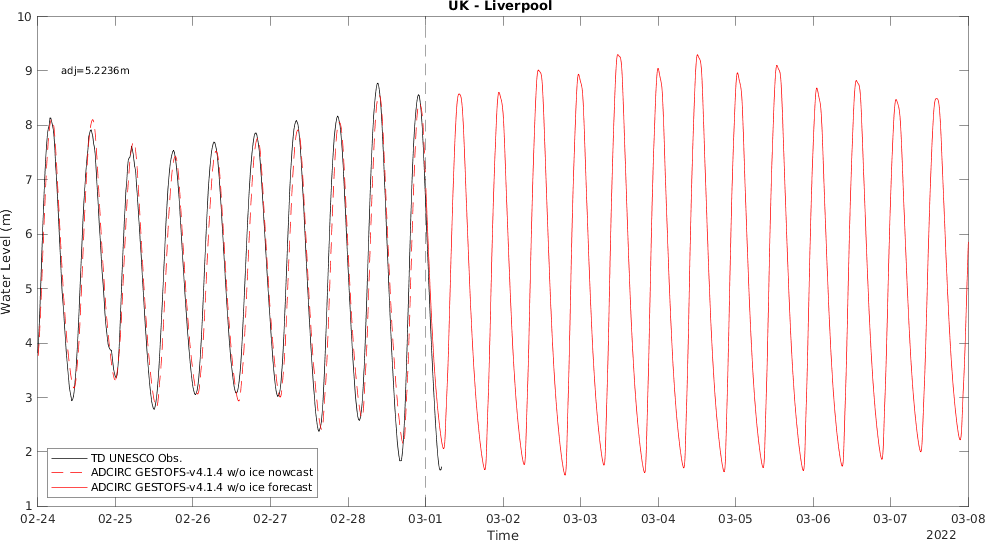 UK - Liverpool
10
9
8
7
6
5
4
3
2
1
adj=5.2236m
Water Level (m)
TD UNESCO Obs.
ADCIRC GESTOFS-v4.1.4 w/o ice nowcast
ADCIRC GESTOFS-v4.1.4 w/o ice forecast
02-24 02-25 02-26 02-27 02-28 03-01 03-02 03-03 03-04 03-05 03-06 03-07 03-08
Time
2022